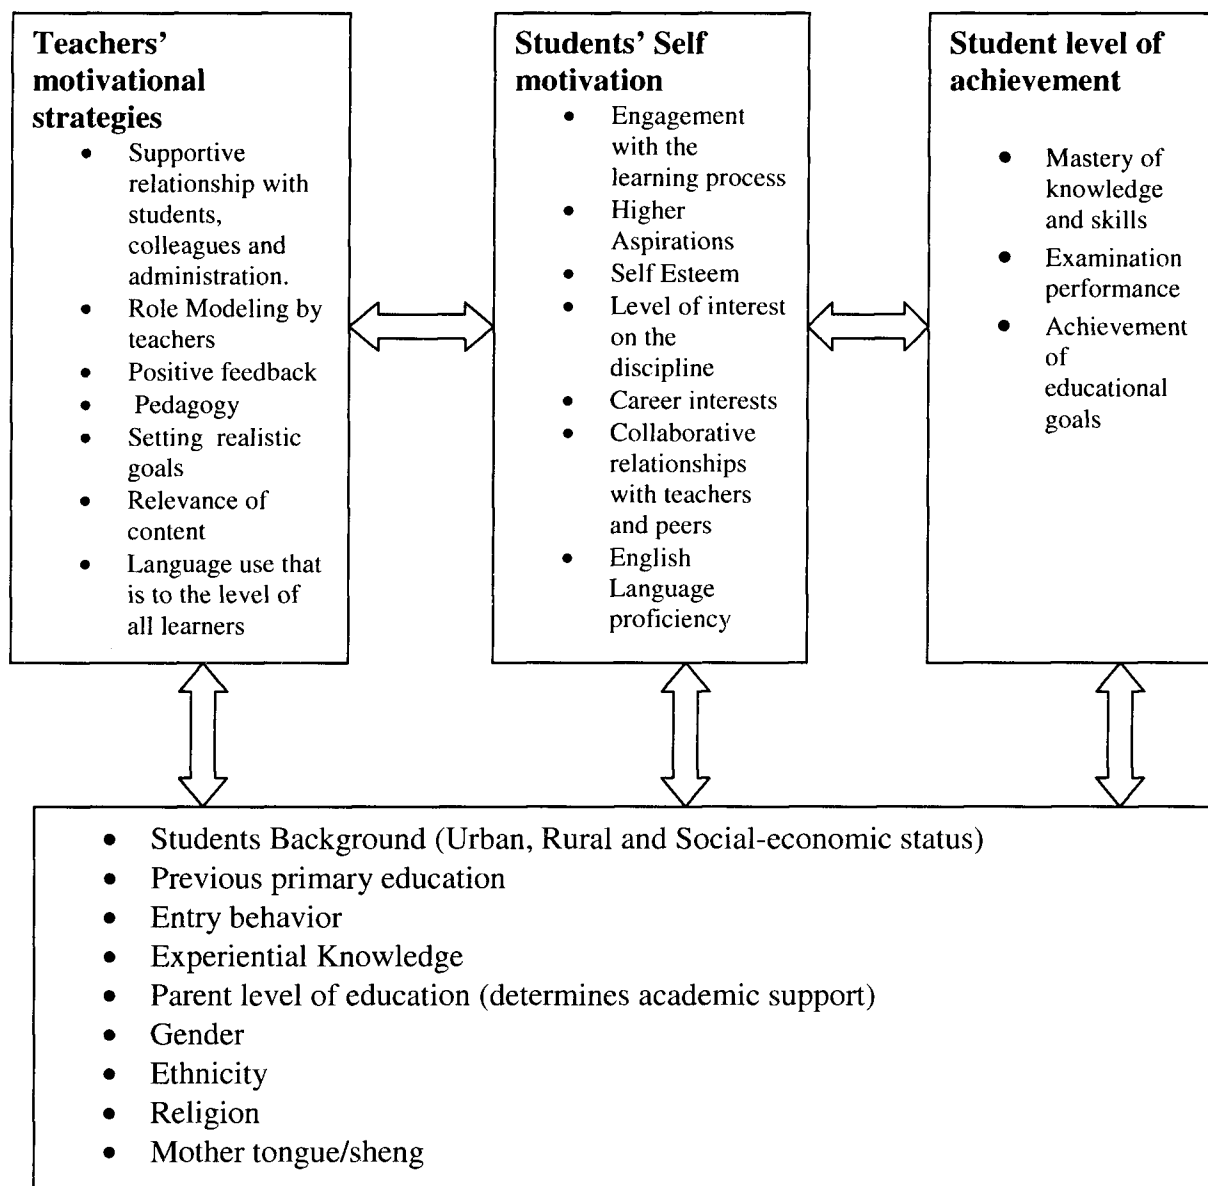 Teachers’
motivational
strategies
• Supportive
relationship with
students,
colleagues and
administration.
• Role Modeling by
teachers
• Positive feedback
• Pedagogy
• Setting realistic
goals
• Relevance of
content
• Language use that
is to the level of
all learners
Students’ Self
motivation
• Engagement
with the
learning process
• Higher
Aspirations
• Self Esteem
• Level of interest
on the
discipline
• Career interests
• Collaborative
relationships
with teachers
and peers
• English
Language
proficiency
Student level of
achievement
• Mastery of
knowledge
and skills
• Examination
performance
• Achievement
of
educational
goals
• Students Background (Urban, Rural and Social-economic status)
• Previous primary education
• Entry behavior
• Experiential Knowledge
• Parent level of education (determines academic support)
• Gender
• Ethnicity
• Religion
• Mother tongue/sheng